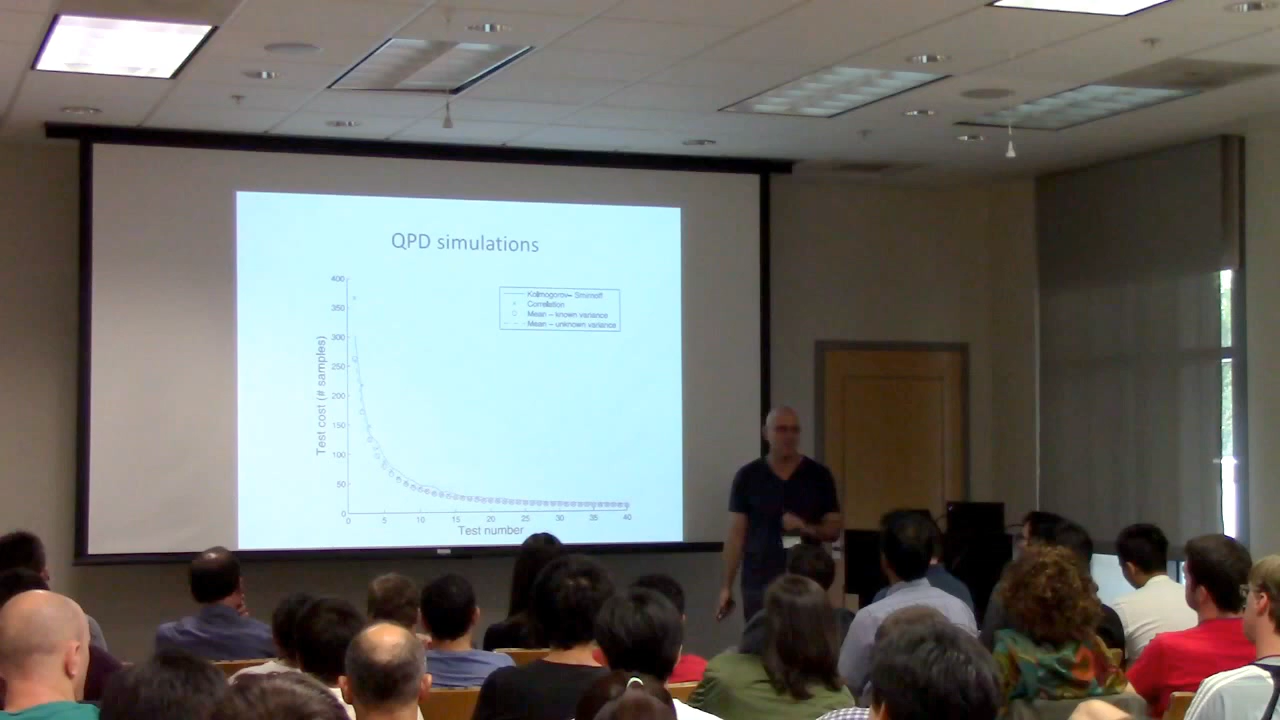 QPD simulations
400
350
300
250
200
150
100
50
0
Test cost (# samples)
Kolmogorov– Smirnoff
Correlation
Mean – known variance
Mean – unknown variance
0 5 10 15 20 25 30 35 40
Test number